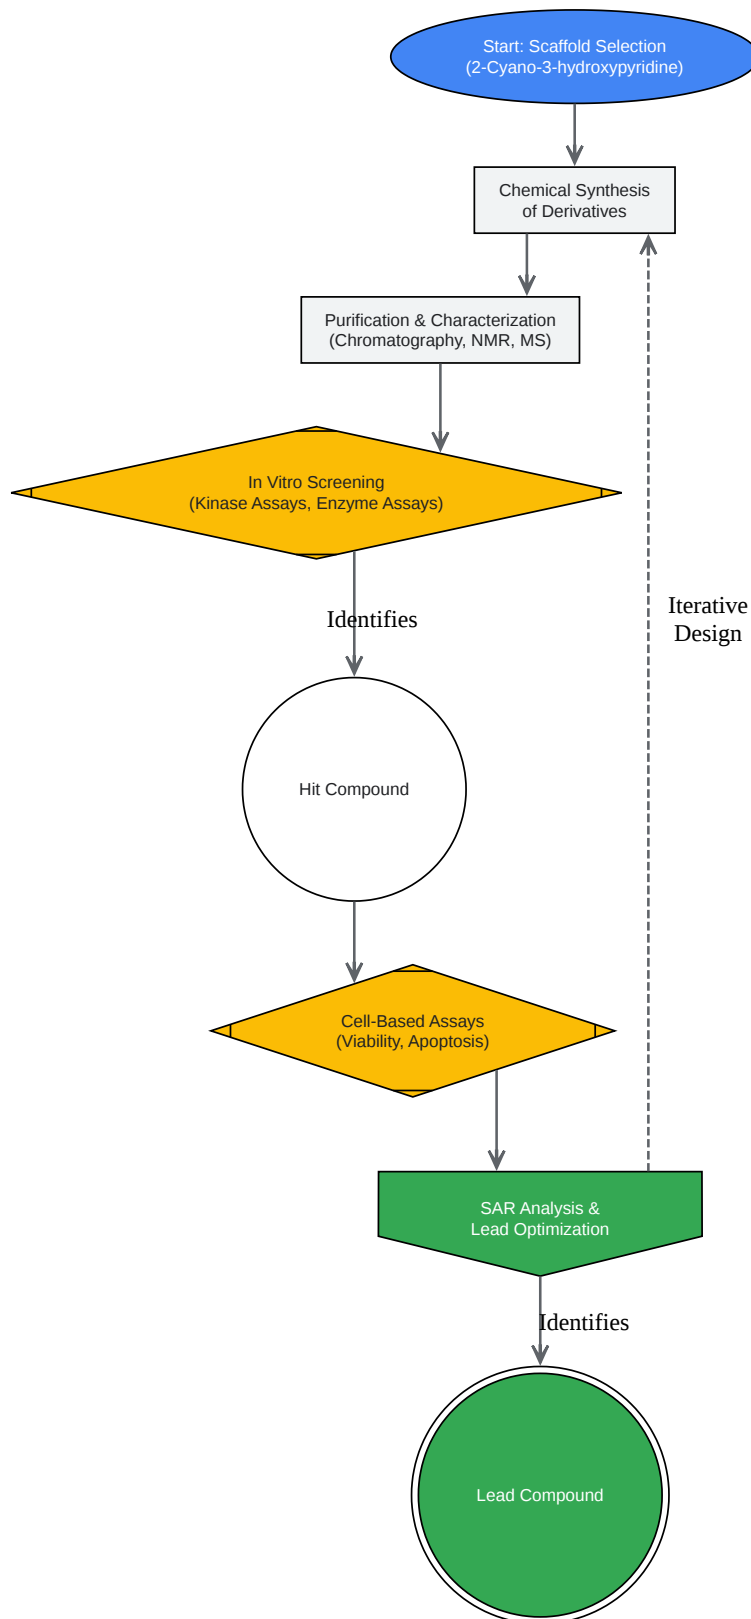 Start: Scaffold Selection
(2-Cyano-3-hydroxypyridine)
Chemical Synthesis
of Derivatives
Purification & Characterization
(Chromatography, NMR, MS)
In Vitro Screening
(Kinase Assays, Enzyme Assays)
Identifies
Iterative
Design
Hit Compound
Cell-Based Assays
(Viability, Apoptosis)
SAR Analysis &
Lead Optimization
Identifies
Lead Compound